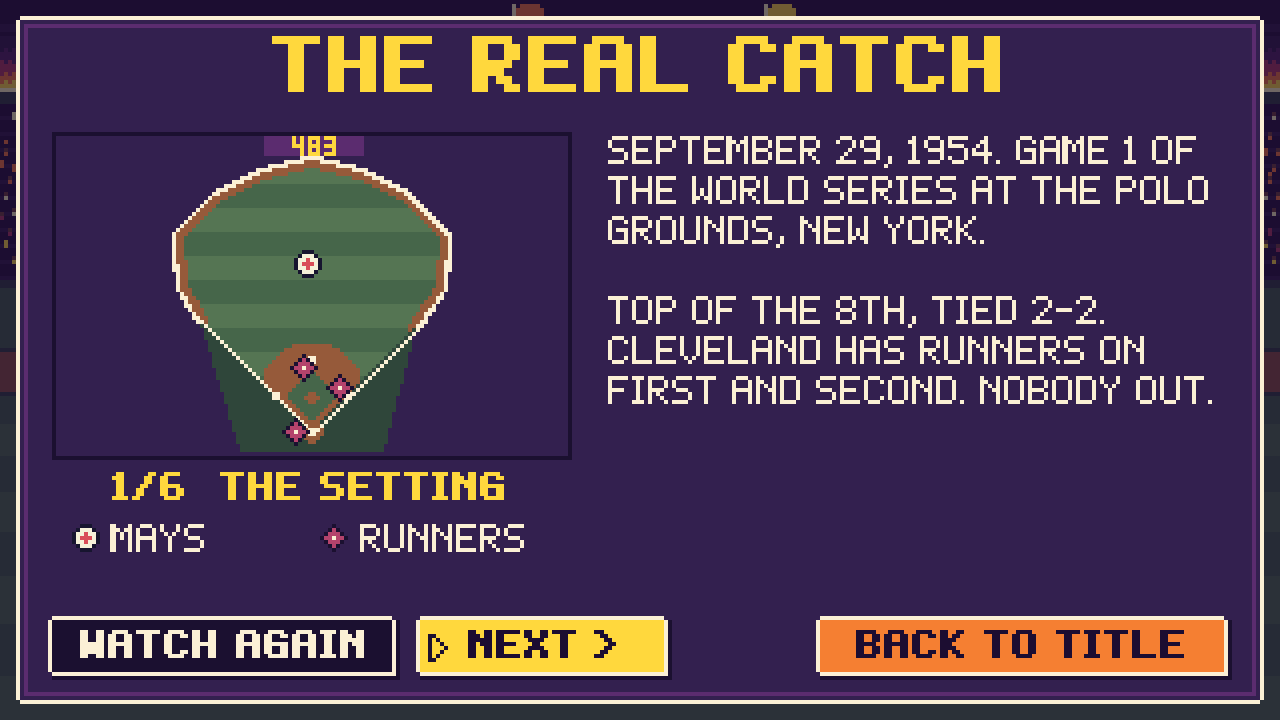 THE REAL CATCH
483
SEPTEMBER 29, 1954. GAME 1 OF
THE WORLD SERIES AT THE POLO
GROUNDS, NEW YORK.
TOP OF THE 8TH, TIED 2-2.
CLEVELAND HAS RUNNERS ON
FIRST AND SECOND. NOBODY OUT.
1/6 THE SETTING
MAYS RUNNERS
WATCH AGAIN NEXT > BACK TO TITLE